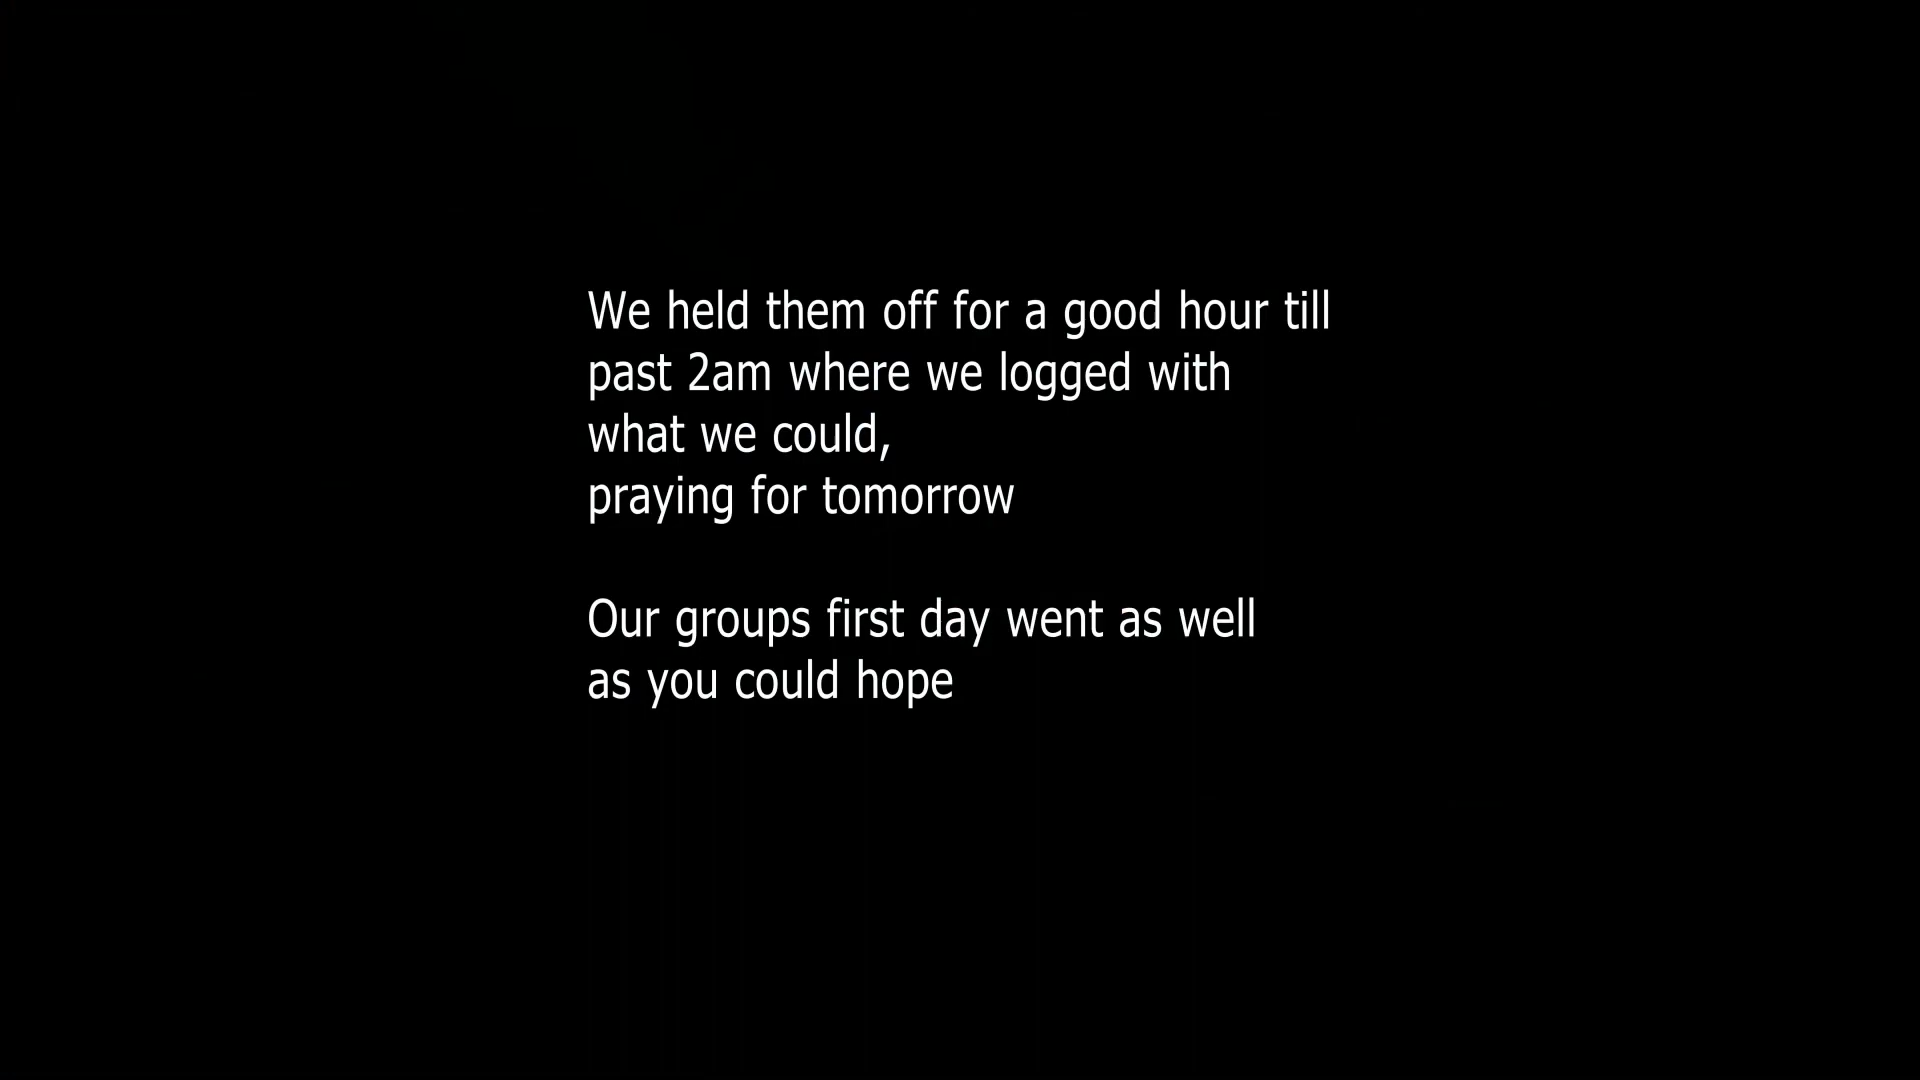 We held them off for a good hour till
past 2am where we logged with
what we could,
praying for tomorrow
Our groups first day went as well
as you could hope